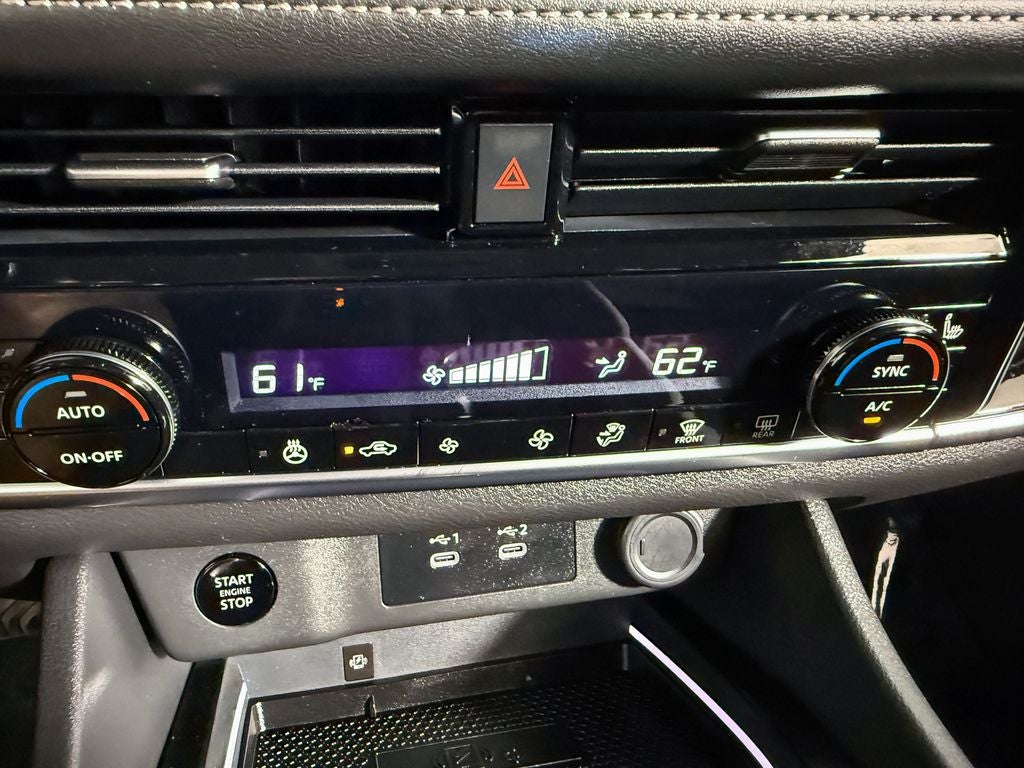 61°F
62°F
AUTO
ON·OFF
SYNC
A/C
FRONT
REAR
1
2
START
ENGINE
STOP